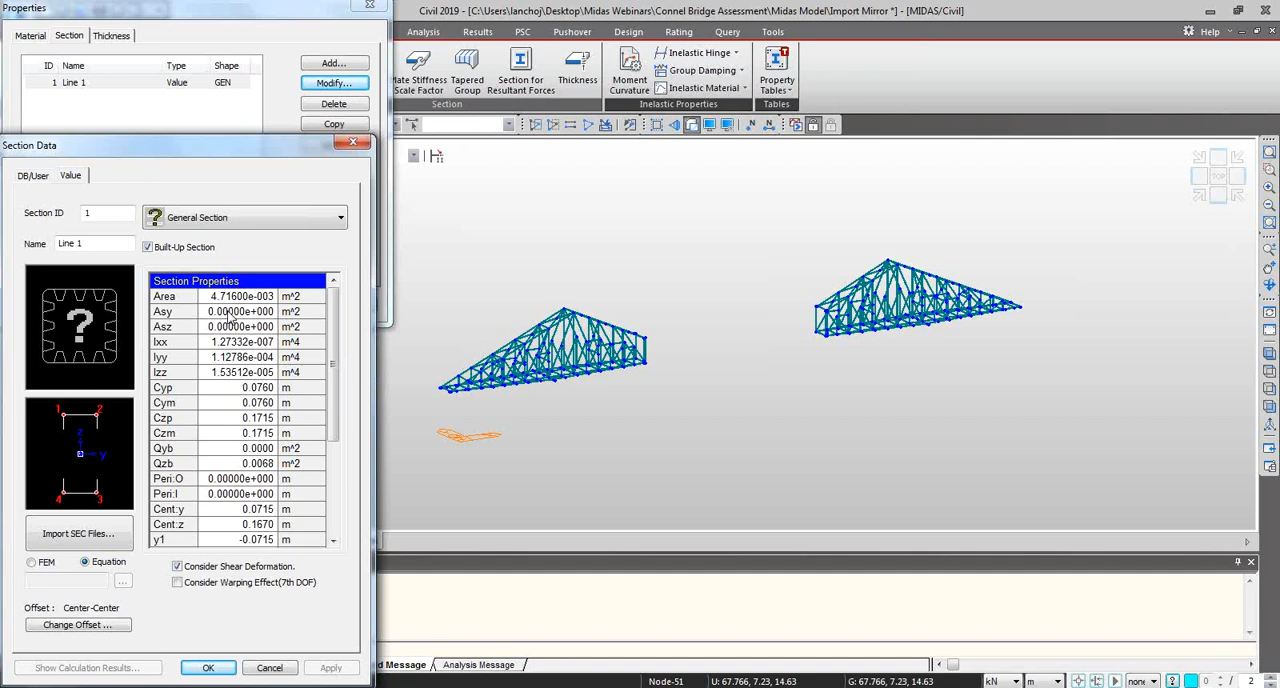 Properties
Civil 2019 - [C:\Users\lanchoj\Desktop\Midas Webinars\Connel Bridge Assessment\Midas Model\Import Mirror *] - [MIDAS/Civil]
Analysis Results PSC Pushover Design Rating Query Tools Help
Material Section Thickness
ID Name Type Shape
1 Line 1 Value GEN
Add...
Modify...
Delete
Copy
Plate Stiffness Scale Factor
Tapered Group
Section for Resultant Forces
Thickness
Moment Curvature
Inelastic Hinge
Group Damping
Inelastic Material
Property Tables
Section
Inelastic Properties
Tables
Section Data
DB/User Value
Section ID 1 General Section
Name Line 1 Built-Up Section
Section Properties
Area 4.71600e-003 m^2
Asy 0.00000e+000 m^2
Asz 0.00000e+000 m^2
Ixx 1.27332e-007 m^4
Iyy 1.12786e-004 m^4
Izz 1.53512e-005 m^4
Cyp 0.0760 m
Cym 0.0760 m
Czp 0.1715 m
Czm 0.1715 m
Qyb 0.0000 m^2
Qzb 0.0068 m^2
Peri:O 0.00000e+000 m
Peri:I 0.00000e+000 m
Cent:y 0.0715 m
Cent:z 0.1670 m
y1 -0.0715 m
?
1 2
z
y
4 3
Import SEC Files...
FEM Equation
...
Consider Shear Deformation.
Consider Warping Effect(7th DOF)
Offset : Center-Center
Change Offset ...
Show Calculation Results...
OK Cancel Apply
TOP
d Message Analysis Message
Node-51 U: 67.766, 7.23, 14.63 G: 67.766, 7.23, 14.63 kN m none ? 0 / 2